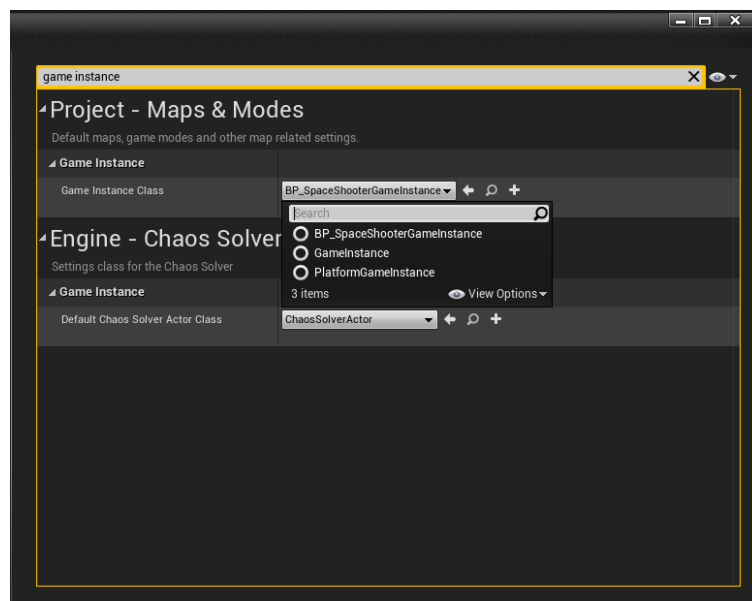 game instance
Project - Maps & Modes
Default maps, game modes and other map related settings.
Game Instance
Game Instance Class
BP_SpaceShooterGameInstance
Search
BP_SpaceShooterGameInstance
GameInstance
PlatformGameInstance
3 items
View Options
Engine - Chaos Solver
Settings class for the Chaos Solver
Game Instance
Default Chaos Solver Actor Class
ChaosSolverActor